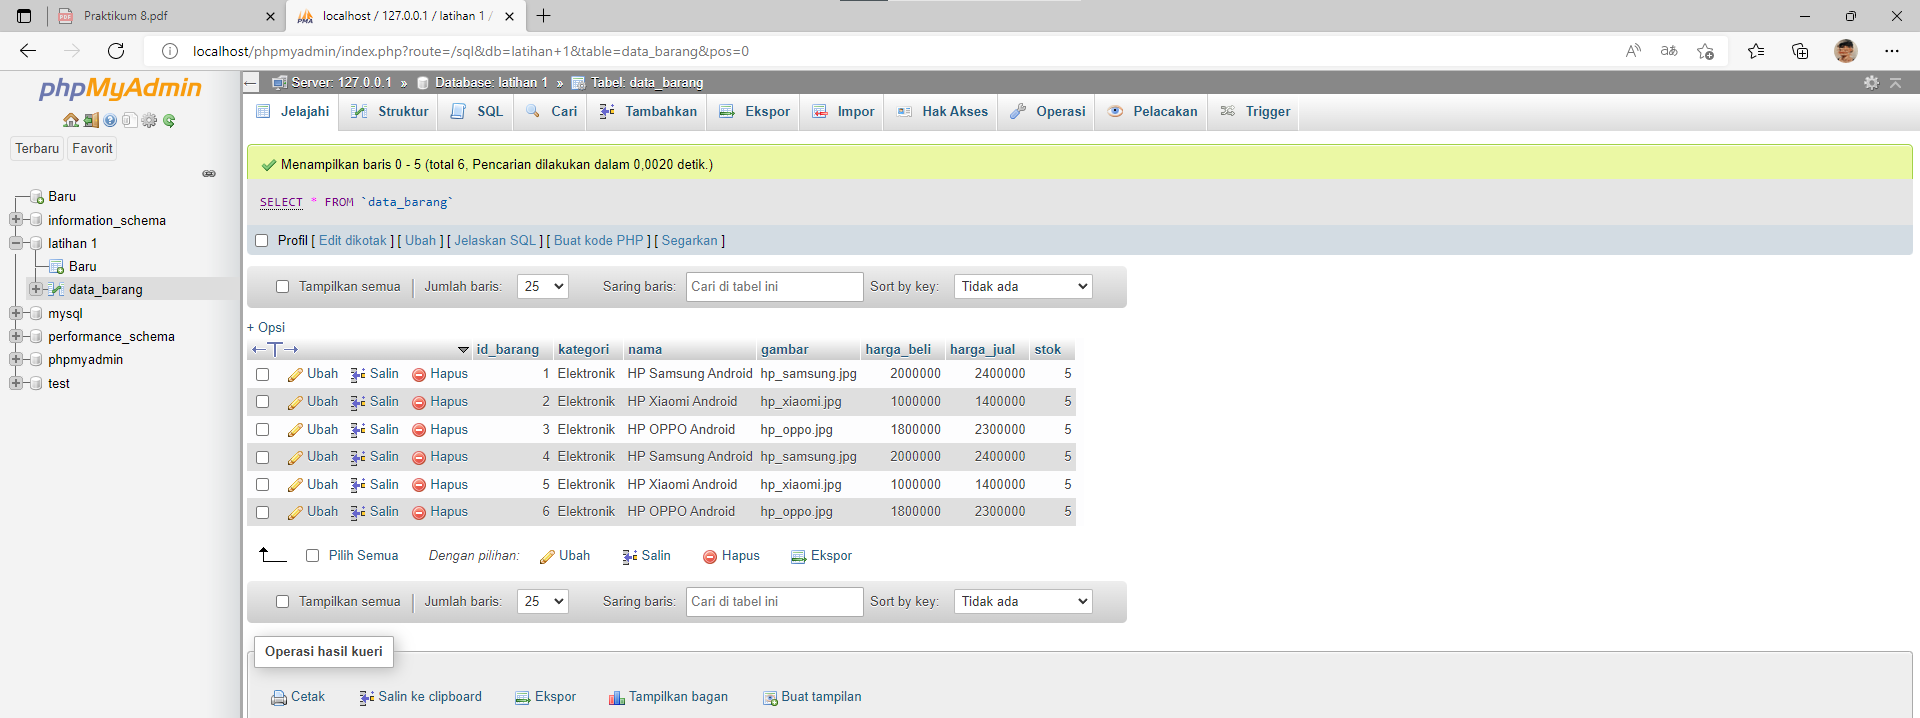 Praktikum 8.pdf
localhost / 127.0.0.1 / latihan 1 /
localhost/phpmyadmin/index.php?route=/sql&db=latihan+1&table=data_barang&pos=0
phpMyAdmin
Terbaru Favorit
Baru
information_schema
latihan 1
Baru
data_barang
mysql
performance_schema
phpmyadmin
test
Server: 127.0.0.1 » Database: latihan 1 » Tabel: data_barang
Jelajahi Struktur SQL Cari Tambahkan Ekspor Impor Hak Akses Operasi Pelacakan Trigger
Menampilkan baris 0 - 5 (total 6, Pencarian dilakukan dalam 0,0020 detik.)
SELECT * FROM `data_barang`
Profil [ Edit dikotak ] [ Ubah ] [ Jelaskan SQL ] [ Buat kode PHP ] [ Segarkan ]
Tampilkan semua Jumlah baris: 25 Saring baris: Cari di tabel ini Sort by key: Tidak ada
+ Opsi
id_barang kategori nama gambar harga_beli harga_jual stok
Ubah Salin Hapus 1 Elektronik HP Samsung Android hp_samsung.jpg 2000000 2400000 5
Ubah Salin Hapus 2 Elektronik HP Xiaomi Android hp_xiaomi.jpg 1000000 1400000 5
Ubah Salin Hapus 3 Elektronik HP OPPO Android hp_oppo.jpg 1800000 2300000 5
Ubah Salin Hapus 4 Elektronik HP Samsung Android hp_samsung.jpg 2000000 2400000 5
Ubah Salin Hapus 5 Elektronik HP Xiaomi Android hp_xiaomi.jpg 1000000 1400000 5
Ubah Salin Hapus 6 Elektronik HP OPPO Android hp_oppo.jpg 1800000 2300000 5
Pilih Semua Dengan pilihan: Ubah Salin Hapus Ekspor
Tampilkan semua Jumlah baris: 25 Saring baris: Cari di tabel ini Sort by key: Tidak ada
Operasi hasil kueri
Cetak Salin ke clipboard Ekspor Tampilkan bagan Buat tampilan